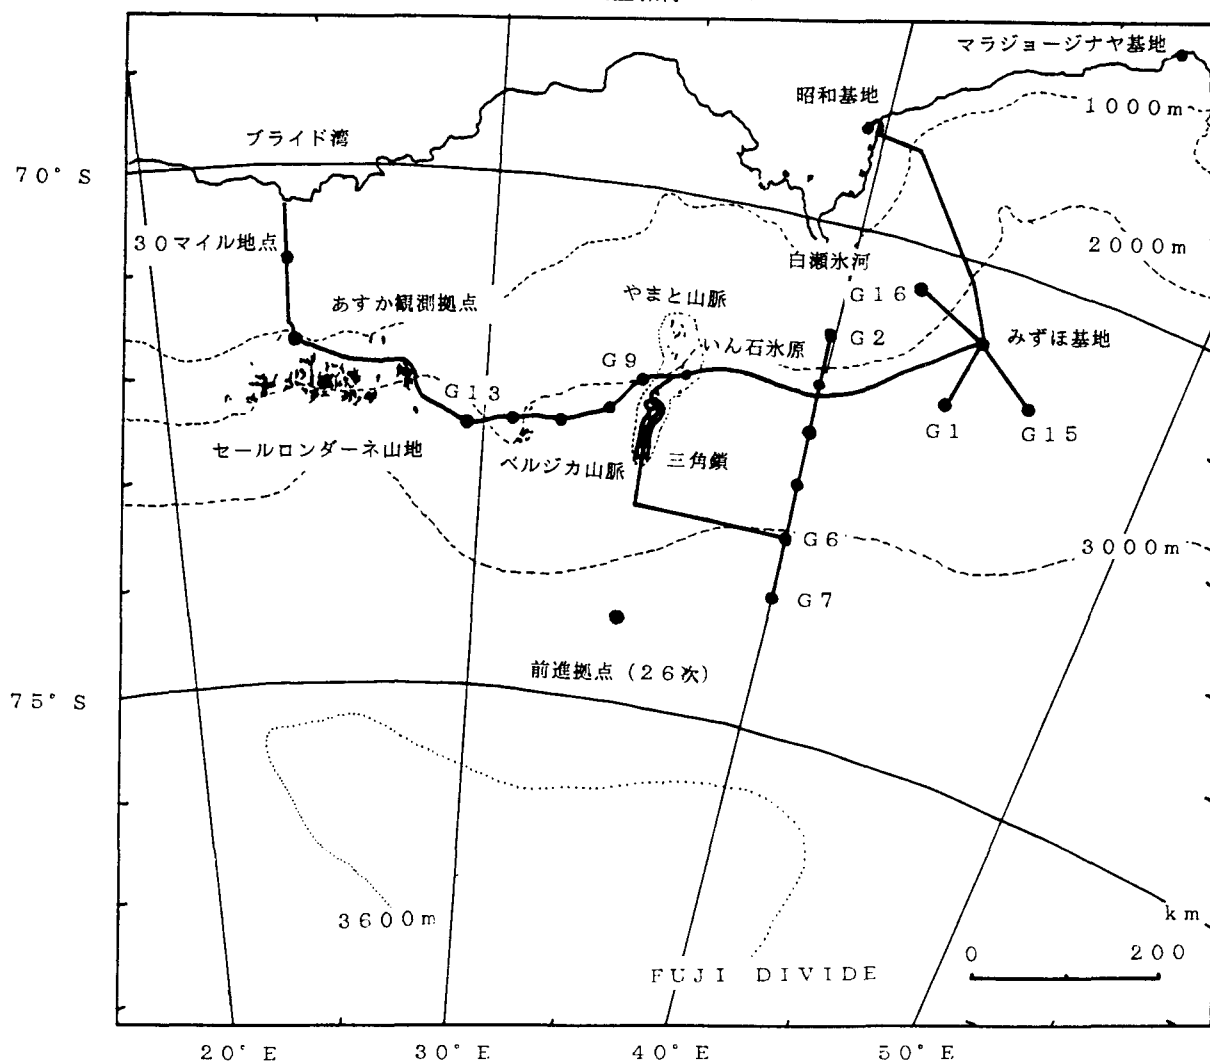 マラジョージナヤ基地
昭和基地
1000m
ブライド湾
70°S
30マイル地点
白瀬氷河
2000m
あすか観測拠点
やまと山脈
G16
いん石氷原
G2
みずほ基地
G9
G13
G1
G15
セールロンダーネ山地
ベルジカ山脈
三角鎖
G6
3000m
G7
前進拠点(26次)
75°S
3600m
km
0
200
FUJI DIVIDE
20°E
30°E
40°E
50°E